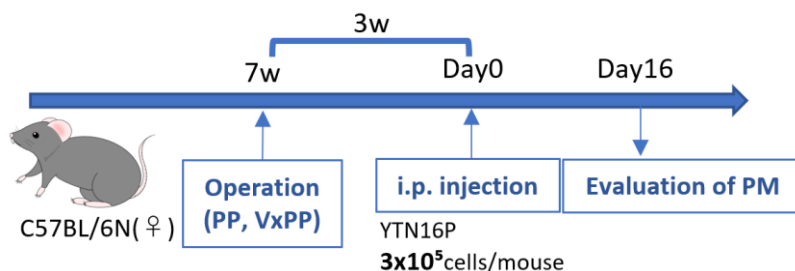 3w
7w
Day0
Day16
Operation
(PP, VxPP)
i.p. injection
Evaluation of PM
C57BL/6N(♀)
YTN16P
3x10⁵cells/mouse